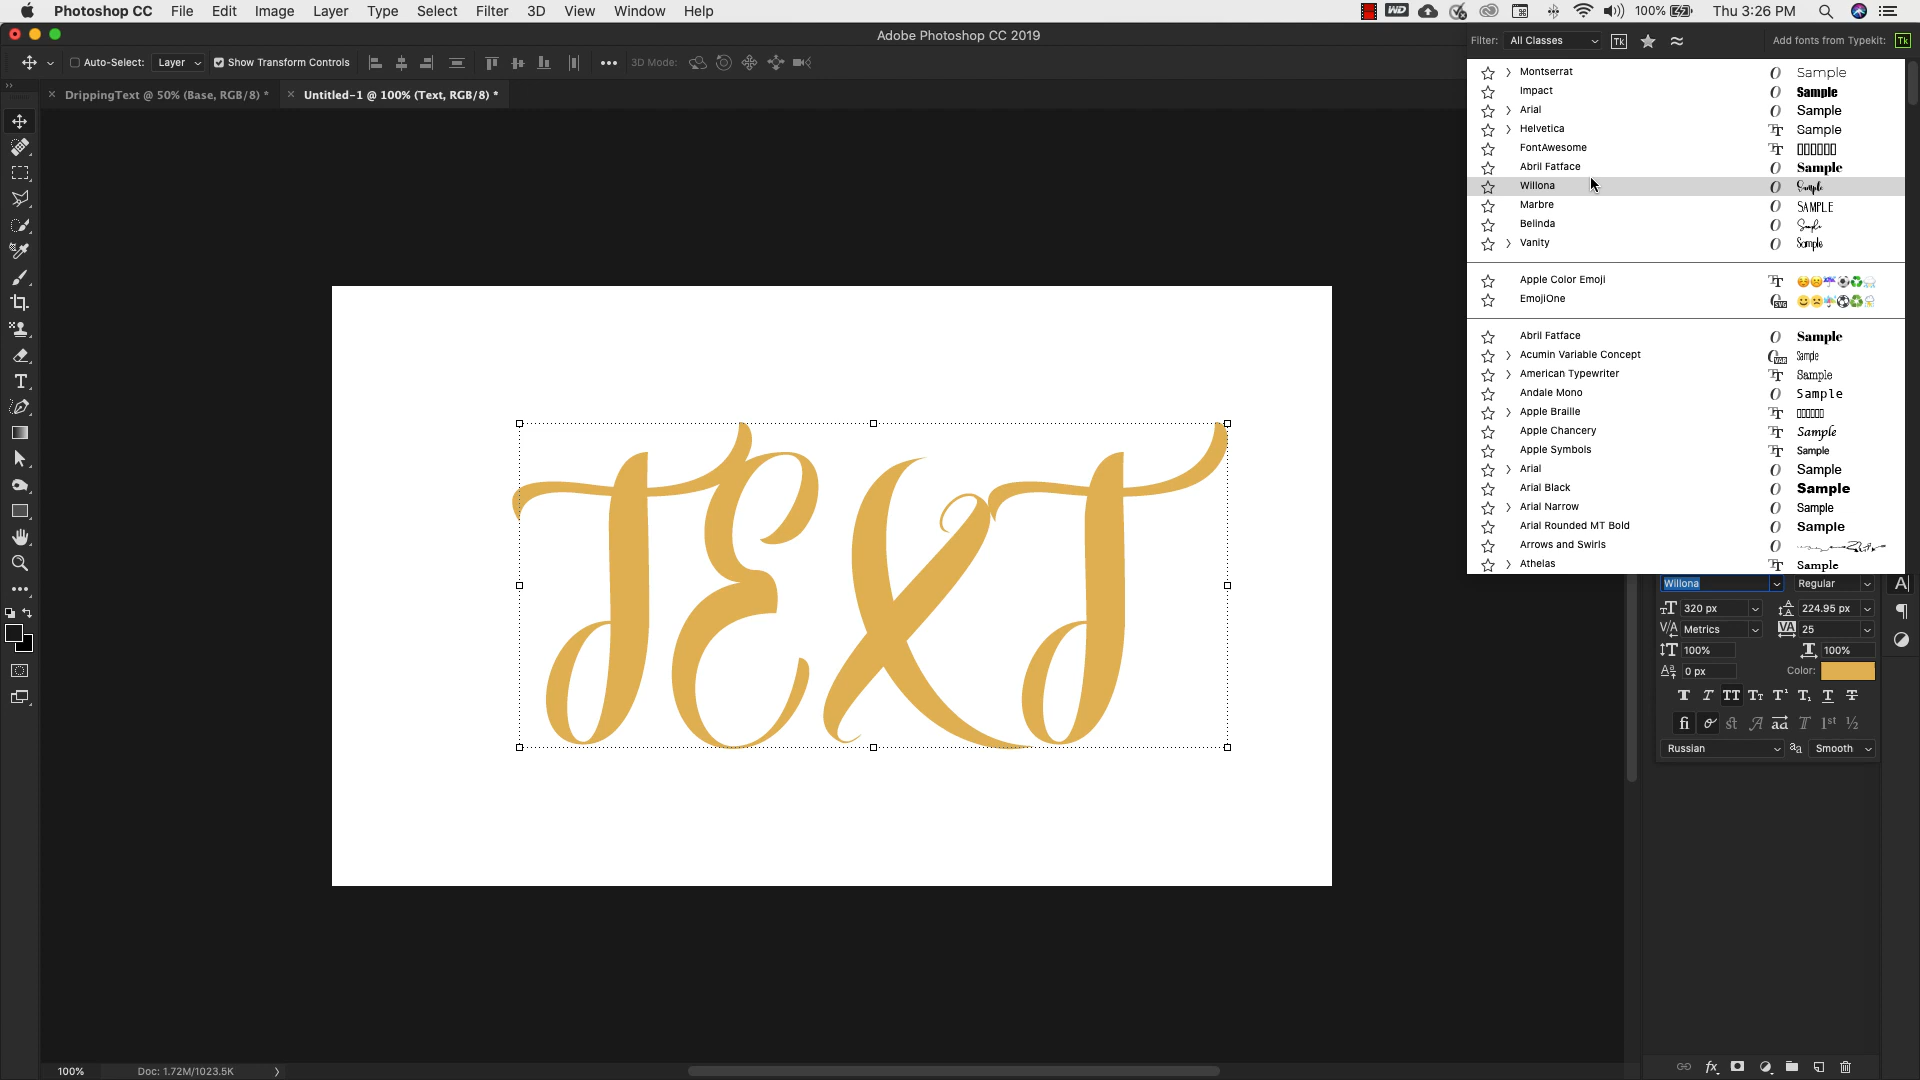 Photoshop CC File Edit Image Layer Type Select Filter 3D View Window Help
100% Thu 3:26 PM
Adobe Photoshop CC 2019
Auto-Select: Layer Show Transform Controls 3D Mode:
DrippingText @ 50% (Base, RGB/8) * Untitled-1 @ 100% (Text, RGB/8) *
Filter: All Classes Tk Add fonts from Typekit: Tk
Montserrat Sample
Impact Sample
Arial Sample
Helvetica Sample
FontAwesome
Abril Fatface Sample
Willona Sample
Marbre SAMPLE
Belinda Sample
Vanity Sample
Apple Color Emoji
EmojiOne
Abril Fatface Sample
Acumin Variable Concept Sample
American Typewriter Sample
Andale Mono Sample
Apple Braille
Apple Chancery Sample
Apple Symbols Sample
Arial Sample
Arial Black Sample
Arial Narrow Sample
Arial Rounded MT Bold Sample
Arrows and Swirls
Athelas Sample
TEXT
Willona Regular
320 px 224.95 px
Metrics 25
100% 100%
0 px Color:
Russian aa Smooth
100% Doc: 1.72M/1023.5K